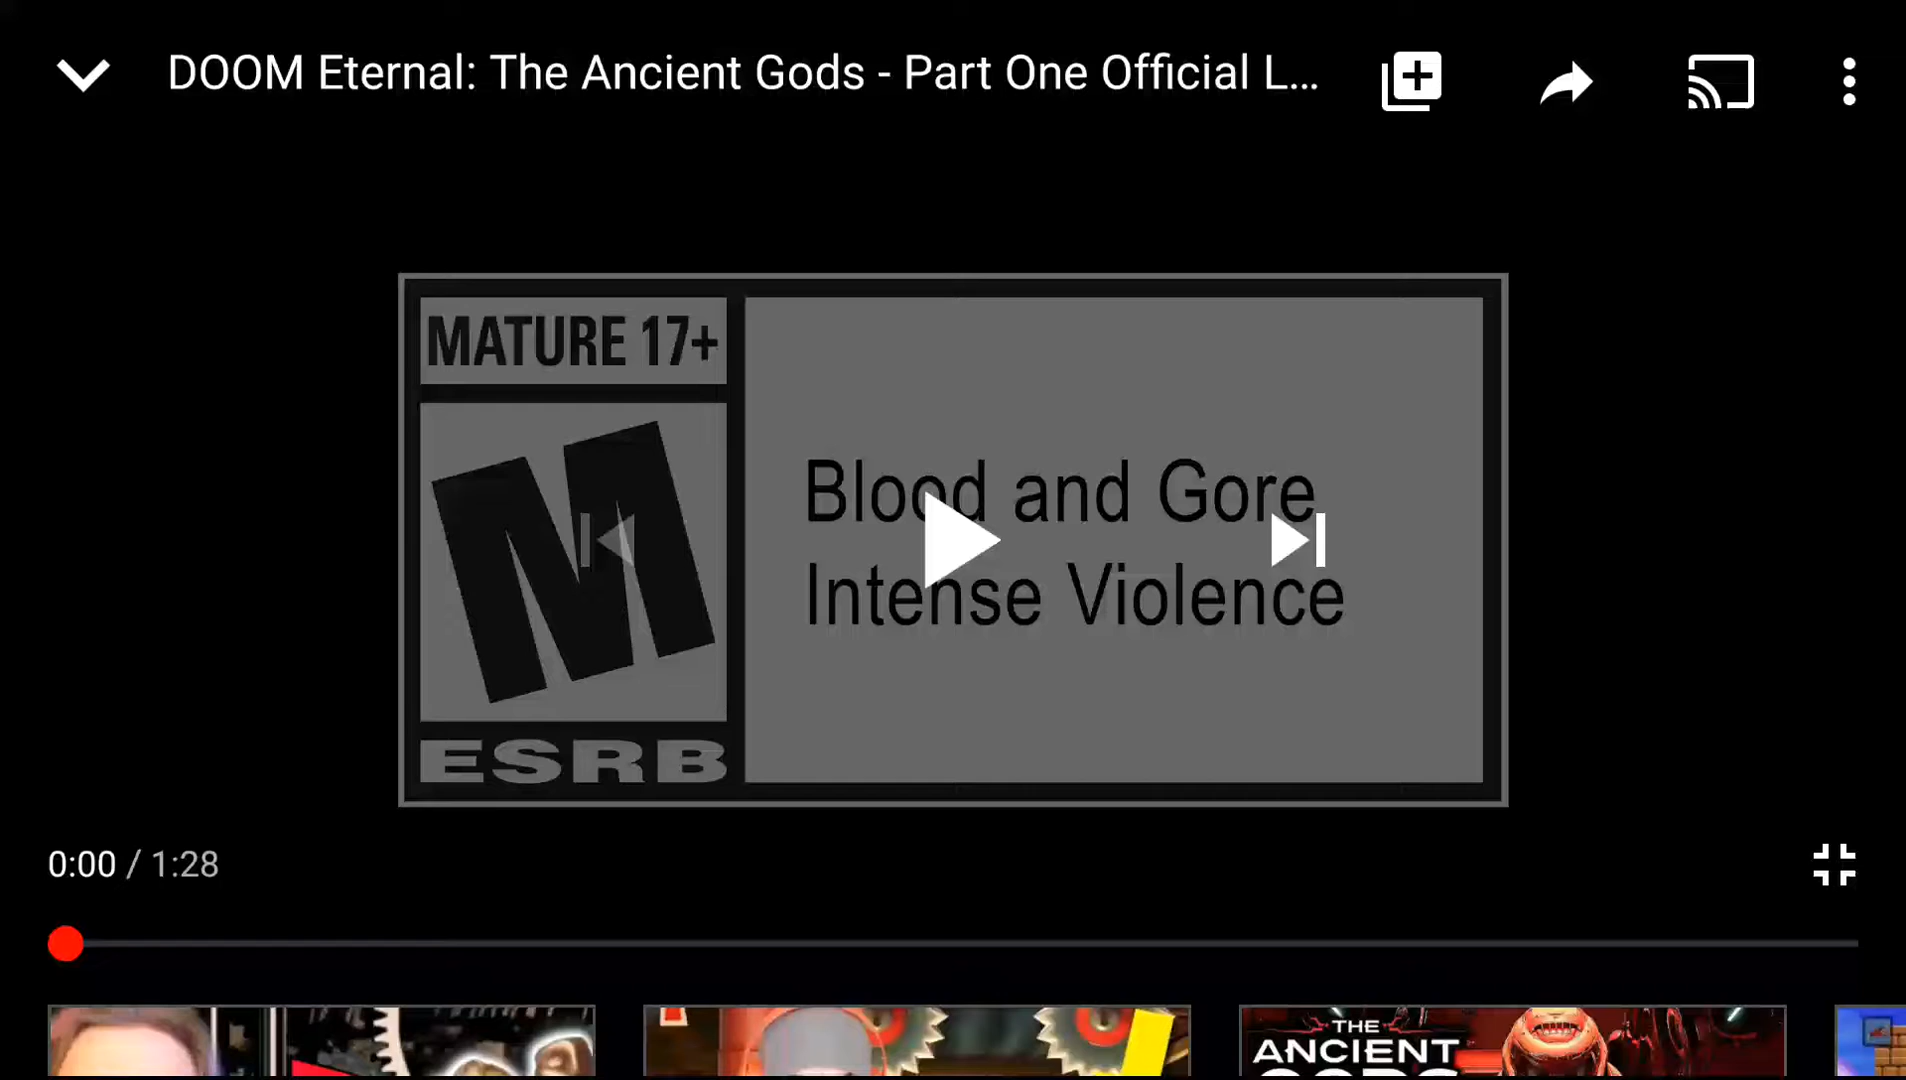 DOOM Eternal: The Ancient Gods - Part One Official L...
MATURE 17+
M
ESRB
Blood and Gore
Intense Violence
0:00 / 1:28
THE
ANCIENT